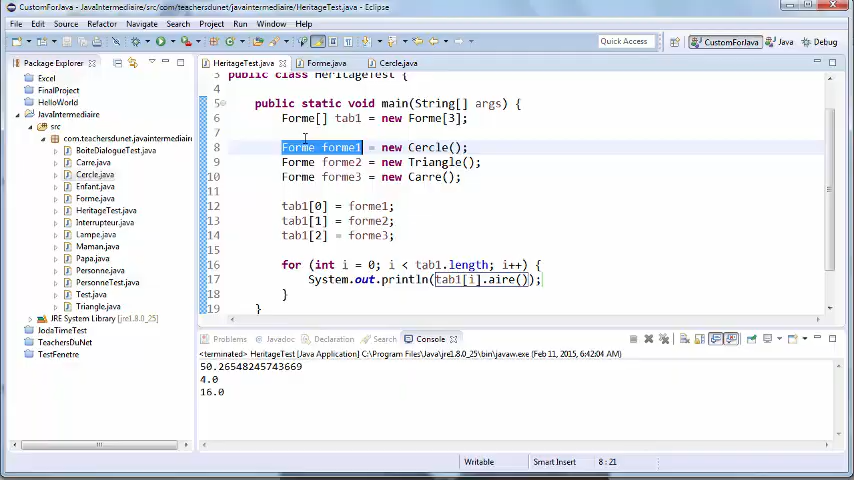 CustomForJava - JavaIntermediaire/src/com/teachersdunet/javaintermediaire/HeritageTest.java - Eclipse
File Edit Source Refactor Navigate Search Project Run Window Help
Quick Access CustomForJava Java Debug
Package Explorer
Excel
FinalProject
HelloWorld
JavaIntermediaire
src
com.teachersdunet.javaintermediaire
BoiteDialogueTest.java
Carre.java
Cercle.java
Enfant.java
Forme.java
HeritageTest.java
Interrupteur.java
Lampe.java
Maman.java
Papa.java
Personne.java
PersonneTest.java
Test.java
Triangle.java
JRE System Library [jre1.8.0_25]
JodaTimeTest
TeachersDuNet
TestFenetre
HeritageTest.java Forme.java Cercle.java
3 public class HeritageTest {
5 public static void main(String[] args) {
6 Forme[] tab1 = new Forme[3];
7
8 Forme forme1 = new Cercle();
9 Forme forme2 = new Triangle();
10 Forme forme3 = new Carre();
11
12 tab1[0] = forme1;
13 tab1[1] = forme2;
14 tab1[2] = forme3;
15
16 for (int i = 0; i < tab1.length; i++) {
17 System.out.println(tab1[i].aire());
18 }
19 }
Problems Javadoc Declaration Search Console
<terminated> HeritageTest [Java Application] C:\Program Files\Java\jre1.8.0_25\bin\javaw.exe (Feb 11, 2015, 6:42:04 AM)
50.26548245743669
4.0
16.0
Writable Smart Insert 8 : 21